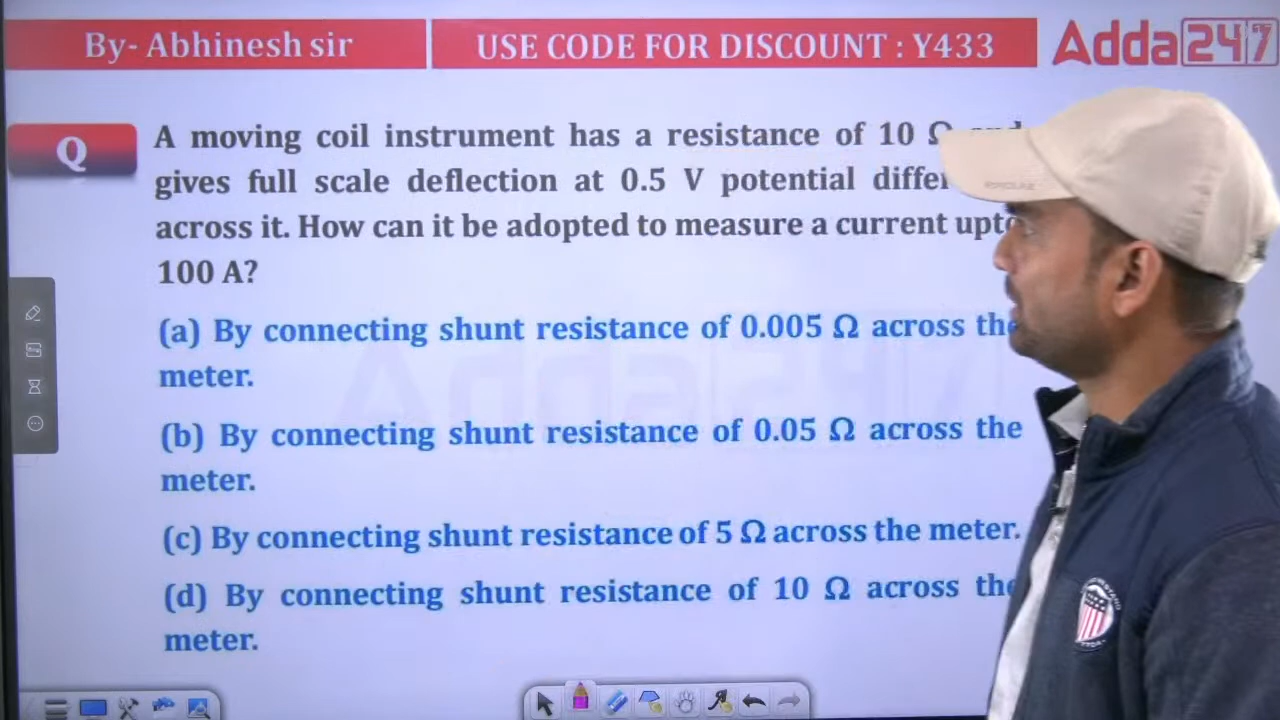 By- Abhinesh sir
USE CODE FOR DISCOUNT : Y433
Adda247
Q
A moving coil instrument has a resistance of 10 Ω
gives full scale deflection at 0.5 V potential
across it. How can it be adopted to measure a current upto
100 A?
(a) By connecting shunt resistance of 0.005 Ω across the
meter.
(b) By connecting shunt resistance of 0.05 Ω across the
meter.
(c) By connecting shunt resistance of 5 Ω across the meter.
(d) By connecting shunt resistance of 10 Ω across the
meter.